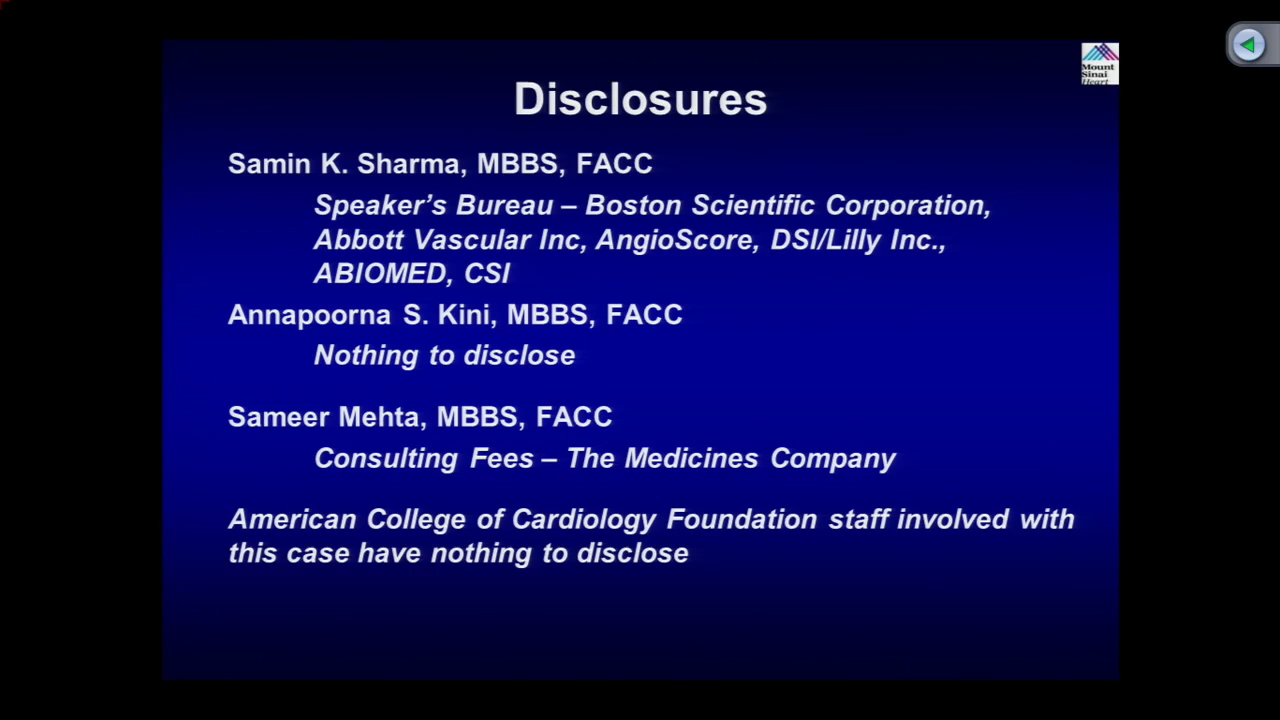 Mount
Sinai
Heart
Disclosures
Samin K. Sharma, MBBS, FACC
Speaker’s Bureau – Boston Scientific Corporation,
Abbott Vascular Inc, AngioScore, DSI/Lilly Inc.,
ABIOMED, CSI
Annapoorna S. Kini, MBBS, FACC
Nothing to disclose
Sameer Mehta, MBBS, FACC
Consulting Fees – The Medicines Company
American College of Cardiology Foundation staff involved with
this case have nothing to disclose